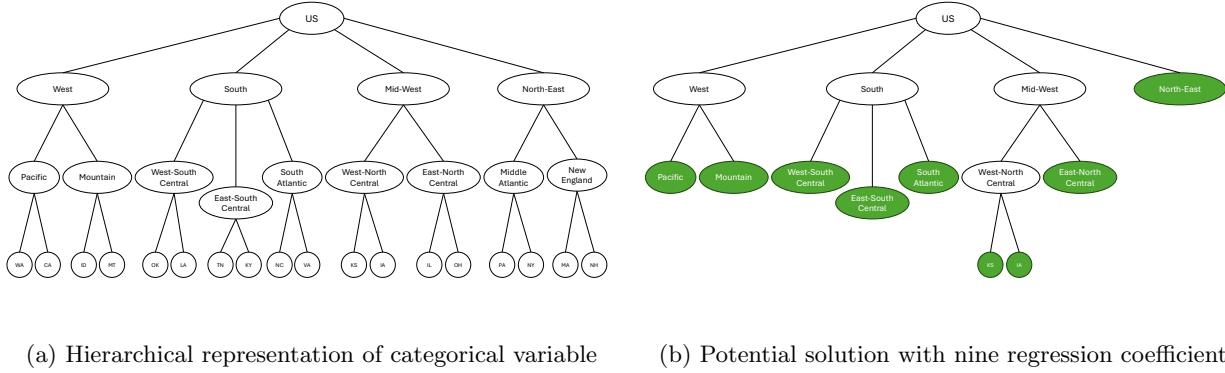 US
West
South
Mid-West
North-East
Pacific
Mountain
West-South
Central
East-South
Central
South
Atlantic
West-North
Central
East-North
Central
Middle
Atlantic
New
England
WA
CA
ID
MT
OK
LA
TN
KY
NC
VA
KS
IA
IL
OH
PA
NY
MA
NH
(a) Hierarchical representation of categorical variable
US
West
South
Mid-West
North-East
Pacific
Mountain
West-South
Central
East-South
Central
South
Atlantic
West-North
Central
East-North
Central
KS
IA
(b) Potential solution with nine regression coefficient